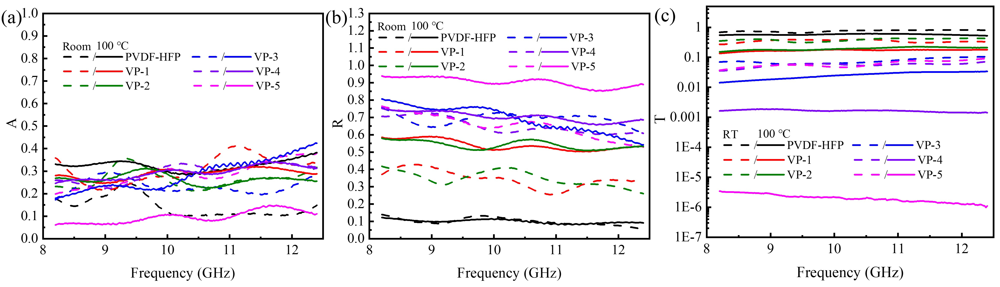 (a)
1.0
0.9
0.8
0.7
0.6
0.5
0.4
0.3
0.2
0.1
0.0
A
Room 100 °C
/ PVDF-HFP / VP-3
/ VP-1 / VP-4
/ VP-2 / VP-5
8 9 10 11 12
Frequency (GHz)
(b)
1.3
1.2
1.1
1.0
0.9
0.8
0.7
0.6
0.5
0.4
0.3
0.2
0.1
0.0
R
Room 100 °C
/ PVDF-HFP / VP-3
/ VP-1 / VP-4
/ VP-2 / VP-5
8 9 10 11 12
Frequency (GHz)
(c)
1
0.1
0.01
0.001
1E-4
1E-5
1E-6
1E-7
T
RT 100 °C
/ PVDF-HFP / VP-3
/ VP-1 / VP-4
/ VP-2 / VP-5
8 9 10 11 12
Frequency (GHz)